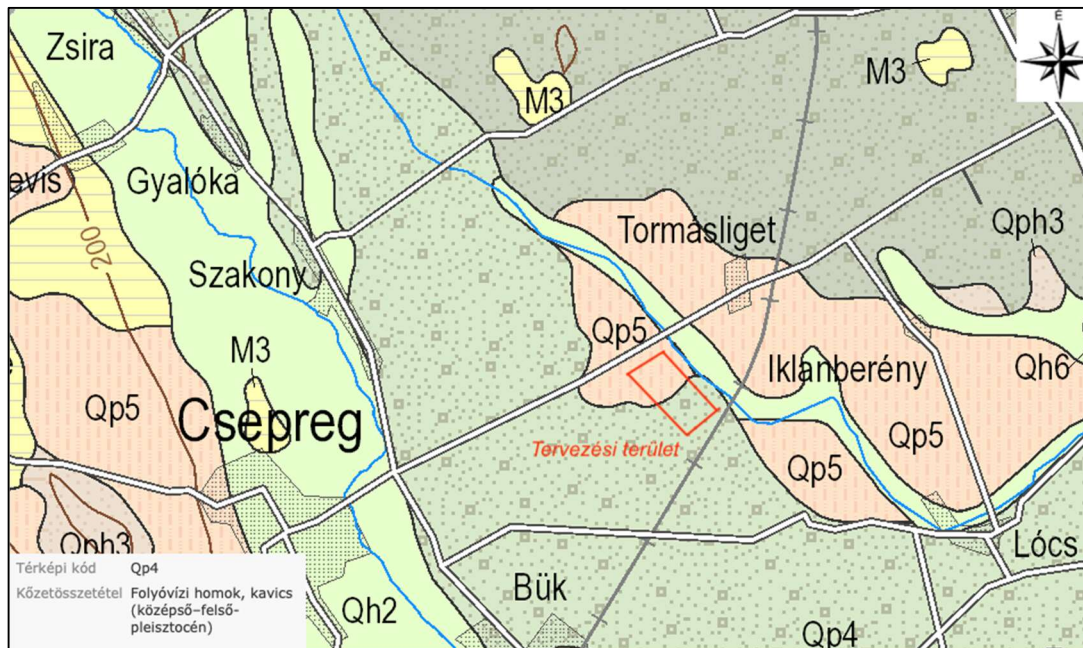 Zsira
É
M3
M3
evis
Gyalóka
Qph3
Tormásliget
200
Szakony
Qp5
M3
Iklanberény
Qh6
Qp5
Csepreg
Qp5
Tervezési terület
Qp5
Qph3
Lócs
Térképi kód Qp4
Kőzetösszetétel Folyóvízi homok, kavics
(középső–felső-
pleisztocén)
Bük
Qh2
Qp4